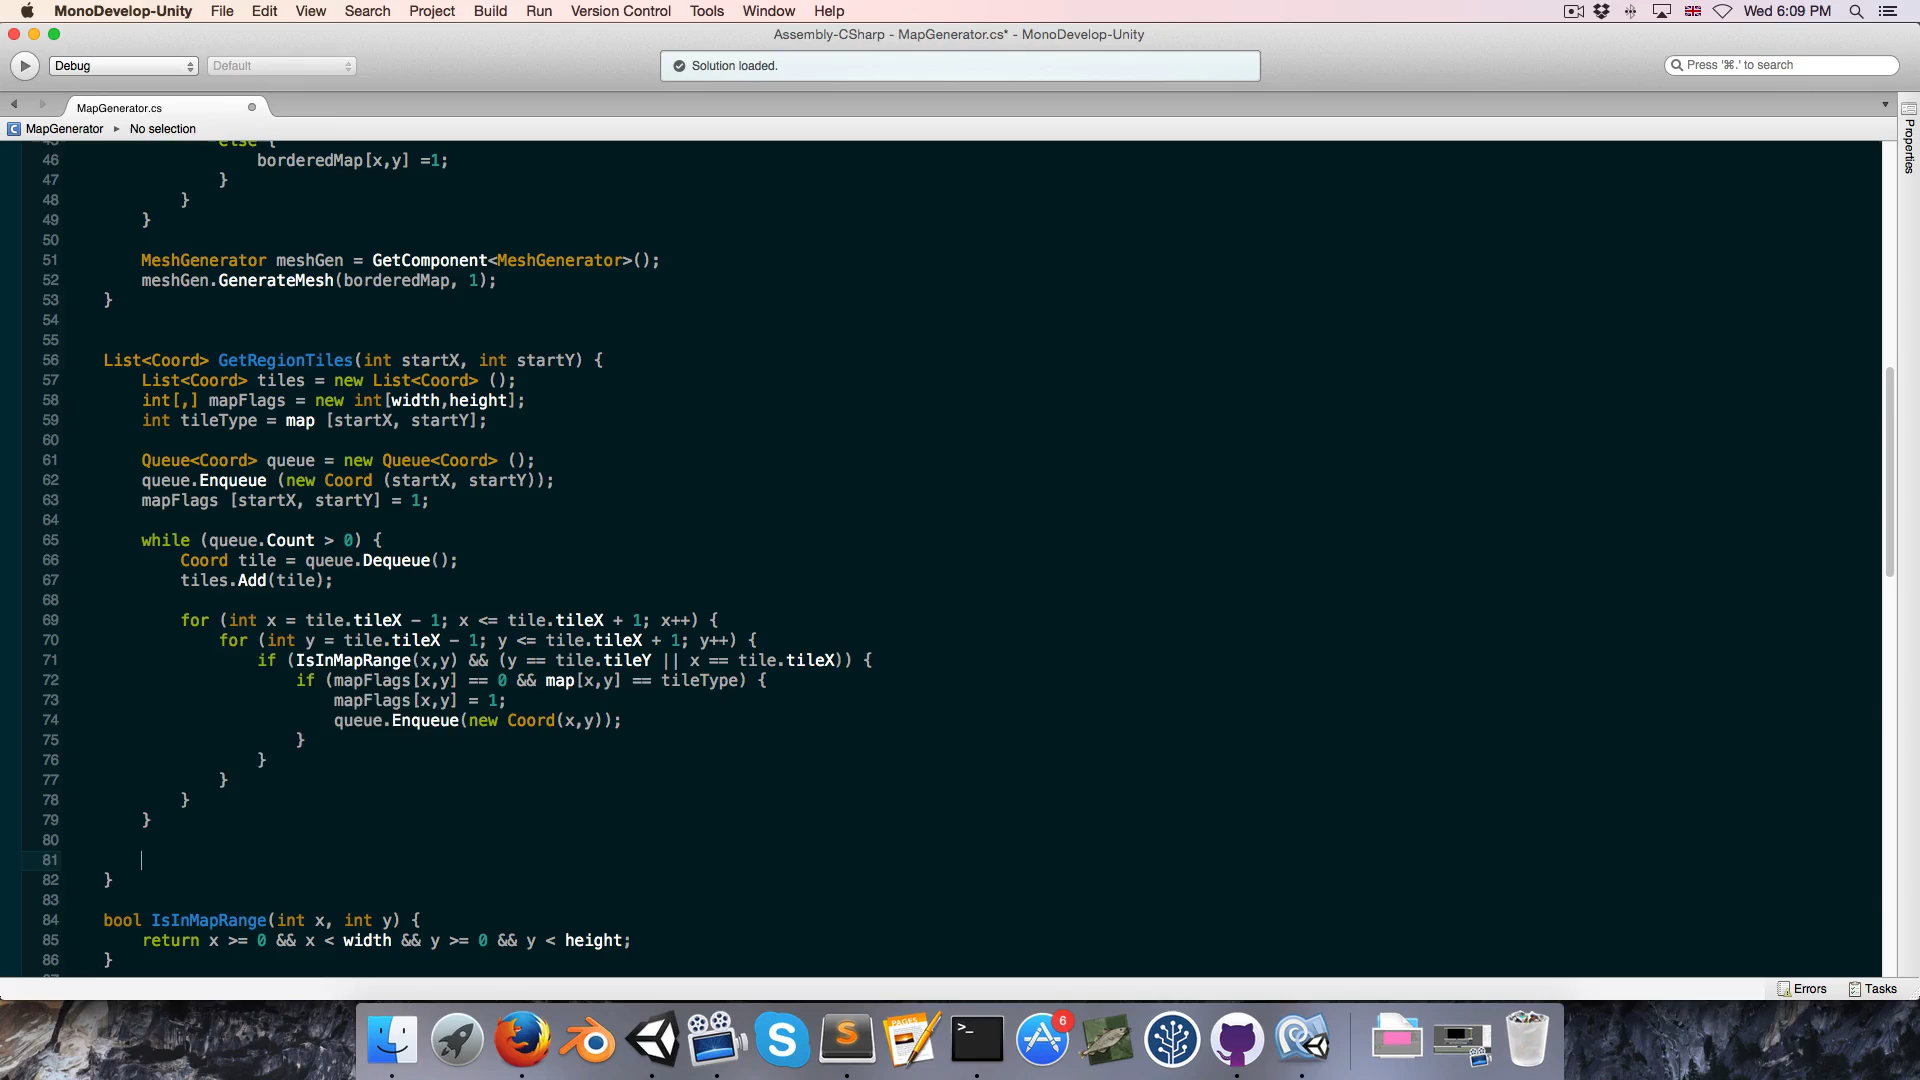 MonoDevelop-Unity File Edit View Search Project Build Run Version Control Tools Window Help Wed 6:09 PM
Assembly-CSharp - MapGenerator.cs* - MonoDevelop-Unity
Debug Default Solution loaded. Press '⌘.' to search
MapGenerator.cs
MapGenerator ▸ No selection
Properties
45 else {
46 borderedMap[x,y] =1;
47 }
48 }
49 }
50
51 MeshGenerator meshGen = GetComponent<MeshGenerator>();
52 meshGen.GenerateMesh(borderedMap, 1);
53 }
54
55
56 List<Coord> GetRegionTiles(int startX, int startY) {
57 List<Coord> tiles = new List<Coord> ();
58 int[,] mapFlags = new int[width,height];
59 int tileType = map [startX, startY];
60
61 Queue<Coord> queue = new Queue<Coord> ();
62 queue.Enqueue (new Coord (startX, startY));
63 mapFlags [startX, startY] = 1;
64
65 while (queue.Count > 0) {
66 Coord tile = queue.Dequeue();
67 tiles.Add(tile);
68
69 for (int x = tile.tileX - 1; x <= tile.tileX + 1; x++) {
70 for (int y = tile.tileX - 1; y <= tile.tileX + 1; y++) {
71 if (IsInMapRange(x,y) && (y == tile.tileY || x == tile.tileX)) {
72 if (mapFlags[x,y] == 0 && map[x,y] == tileType) {
73 mapFlags[x,y] = 1;
74 queue.Enqueue(new Coord(x,y));
75 }
76 }
77 }
78 }
79 }
80
81
82 }
83
84 bool IsInMapRange(int x, int y) {
85 return x >= 0 && x < width && y >= 0 && y < height;
86 }
Errors Tasks
PAGES
6